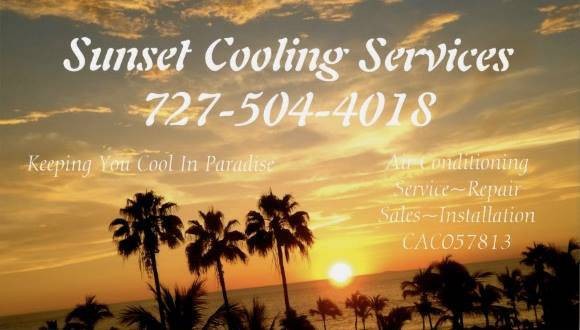 Sunset Cooling Services
727-504-4018
Keeping You Cool In Paradise
Air Conditioning
Service~Repair
Sales~Installation
CAC057813